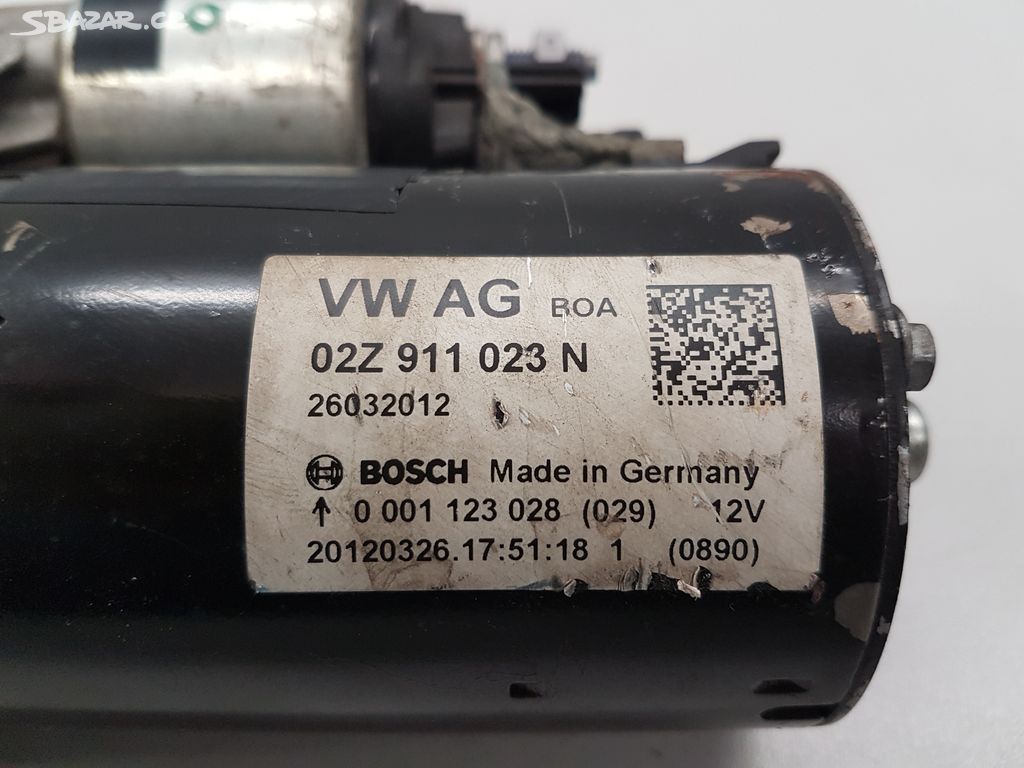 SBAZAR.CZ
VW AG BOA
02Z 911 023 N
26032012
BOSCH Made in Germany
↑ 0 001 123 028 (029) 12V
20120326.17:51:18 1 (0890)